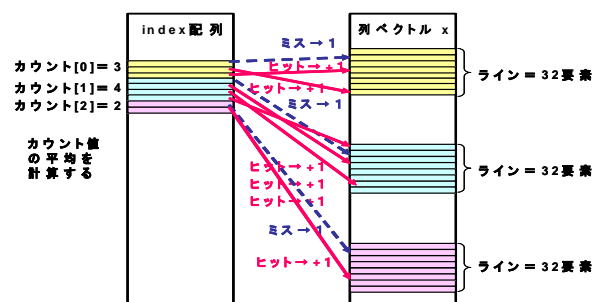 index配列
列ベクトル x
ミス→1
カウント[0]＝3
ヒット→+1
ライン＝32要素
カウント[1]＝4
ヒット→+1
カウント[2]＝2
ミス→1
カウント値
の平均を
計算する
ヒット→+1
ヒット→+1
ヒット→+1
ライン＝32要素
ミス→1
ヒット→+1
ライン＝32要素